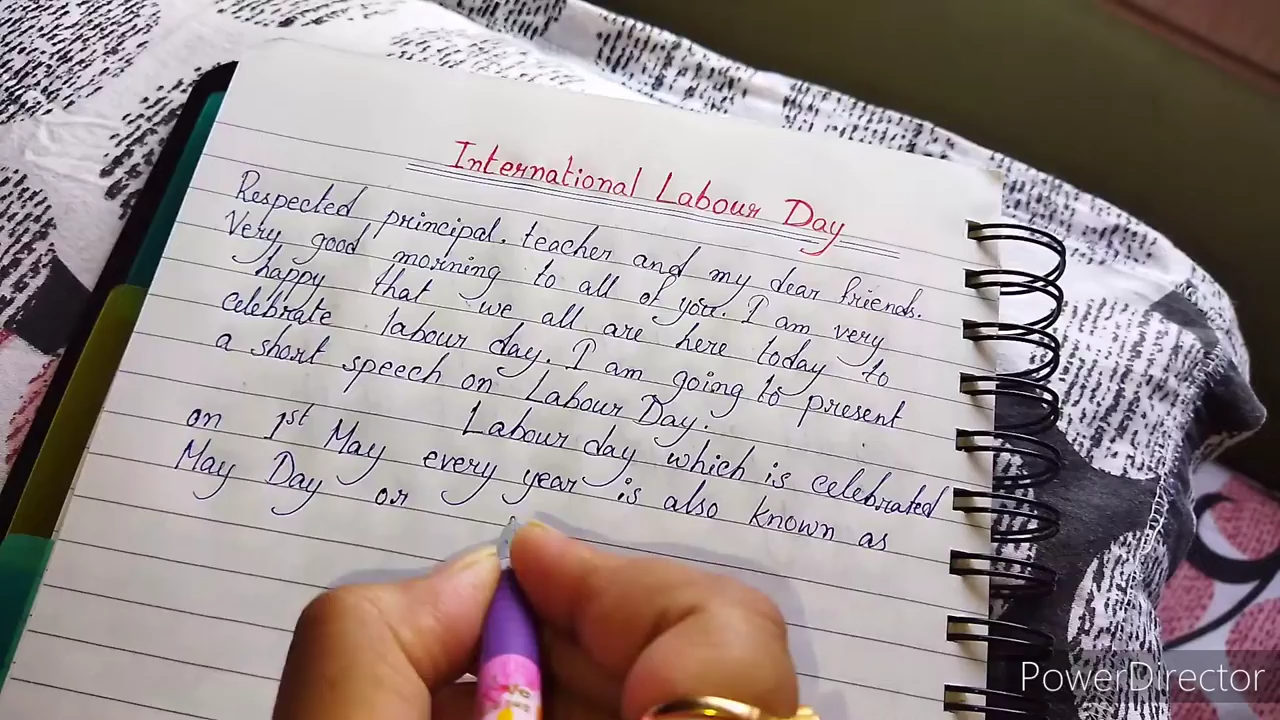 International Labour Day
Respected principal. teacher and my dear friends.
Very good morning to all of you. I am very
happy that we all are here today to
celebrate labour day. I am going to present
a short speech on Labour Day.
Labour day which is celebrated
on 1st May every year is also known as
May Day or
PowerDirector